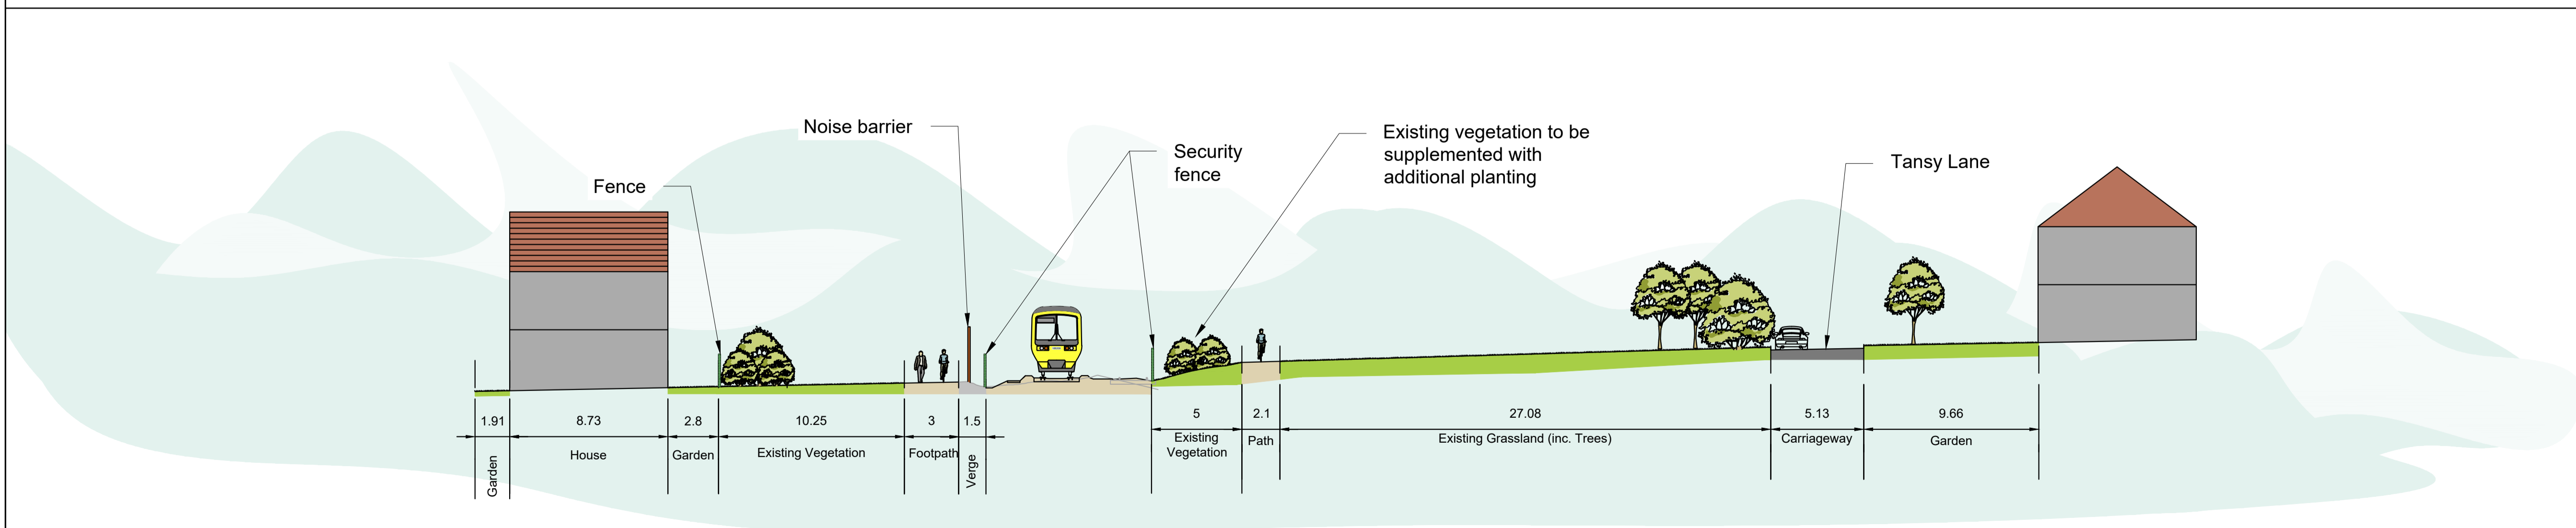 Noise barrier
Fence
Security
fence
Existing vegetation to be
supplemented with
additional planting
Tansy Lane
1.91
8.73
2.8
10.25
3
1.5
5
2.1
27.08
5.13
9.66
Garden
House
Garden
Existing Vegetation
Footpath
Verge
Existing
Vegetation
Path
Existing Grassland (inc. Trees)
Carriageway
Garden